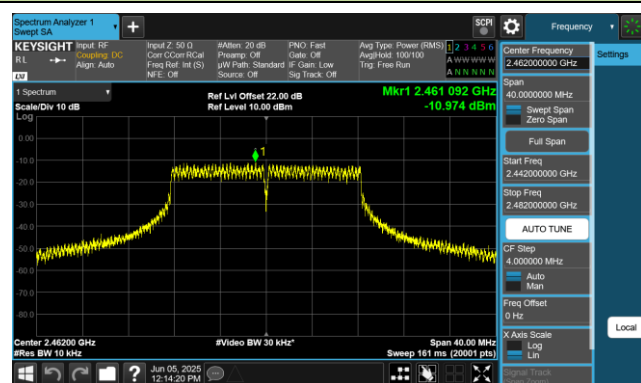 Spectrum Analyzer 1
Swept SA
SCPI
Frequency
KEYSIGHT
RL
LV
Input: RF
Coupling: DC
Align: Auto
Input Z: 50 Ω
Corr CCorr RCal
Freq Ref: Int (S)
NFE: Off
#Atten: 20 dB
Preamp: Off
µW Path: Standard
Source: Off
PNO: Fast
Gate: Off
IF Gain: Low
Sig Track: Off
Avg Type: Power (RMS)
Avg|Hold: 100/100
Trig: Free Run
1 2 3 4 5 6
A W W W W W
A N N N N N
1 Spectrum
Scale/Div 10 dB
Log
Ref Lvl Offset 22.00 dB
Ref Level 10.00 dBm
Mkr1 2.461 092 GHz
-10.974 dBm
1
0.00
-10.0
-20.0
-30.0
-40.0
-50.0
-60.0
-70.0
-80.0
Center 2.46200 GHz
#Res BW 10 kHz
#Video BW 30 kHz*
Span 40.00 MHz
Sweep 161 ms (20001 pts)
Jun 05, 2025
12:14:20 PM
?
Center Frequency
2.462000000 GHz
Span
40.0000000 MHz
Swept Span
Zero Span
Full Span
Start Freq
2.442000000 GHz
Stop Freq
2.482000000 GHz
AUTO TUNE
CF Step
4.000000 MHz
Auto
Man
Freq Offset
0 Hz
X Axis Scale
Log
Lin
Signal Track
Settings
Local